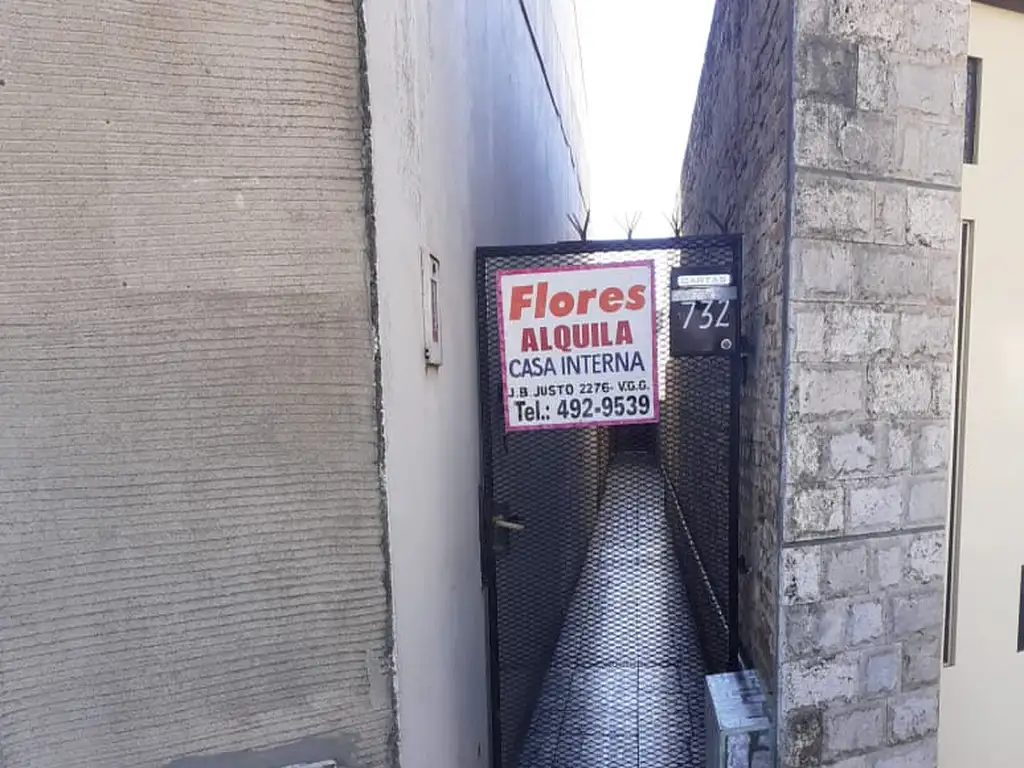 Flores
ALQUILA
CASA INTERNA
J.B. JUSTO 2276- V.G.G.
Tel.: 492-9539
CARTAS
732